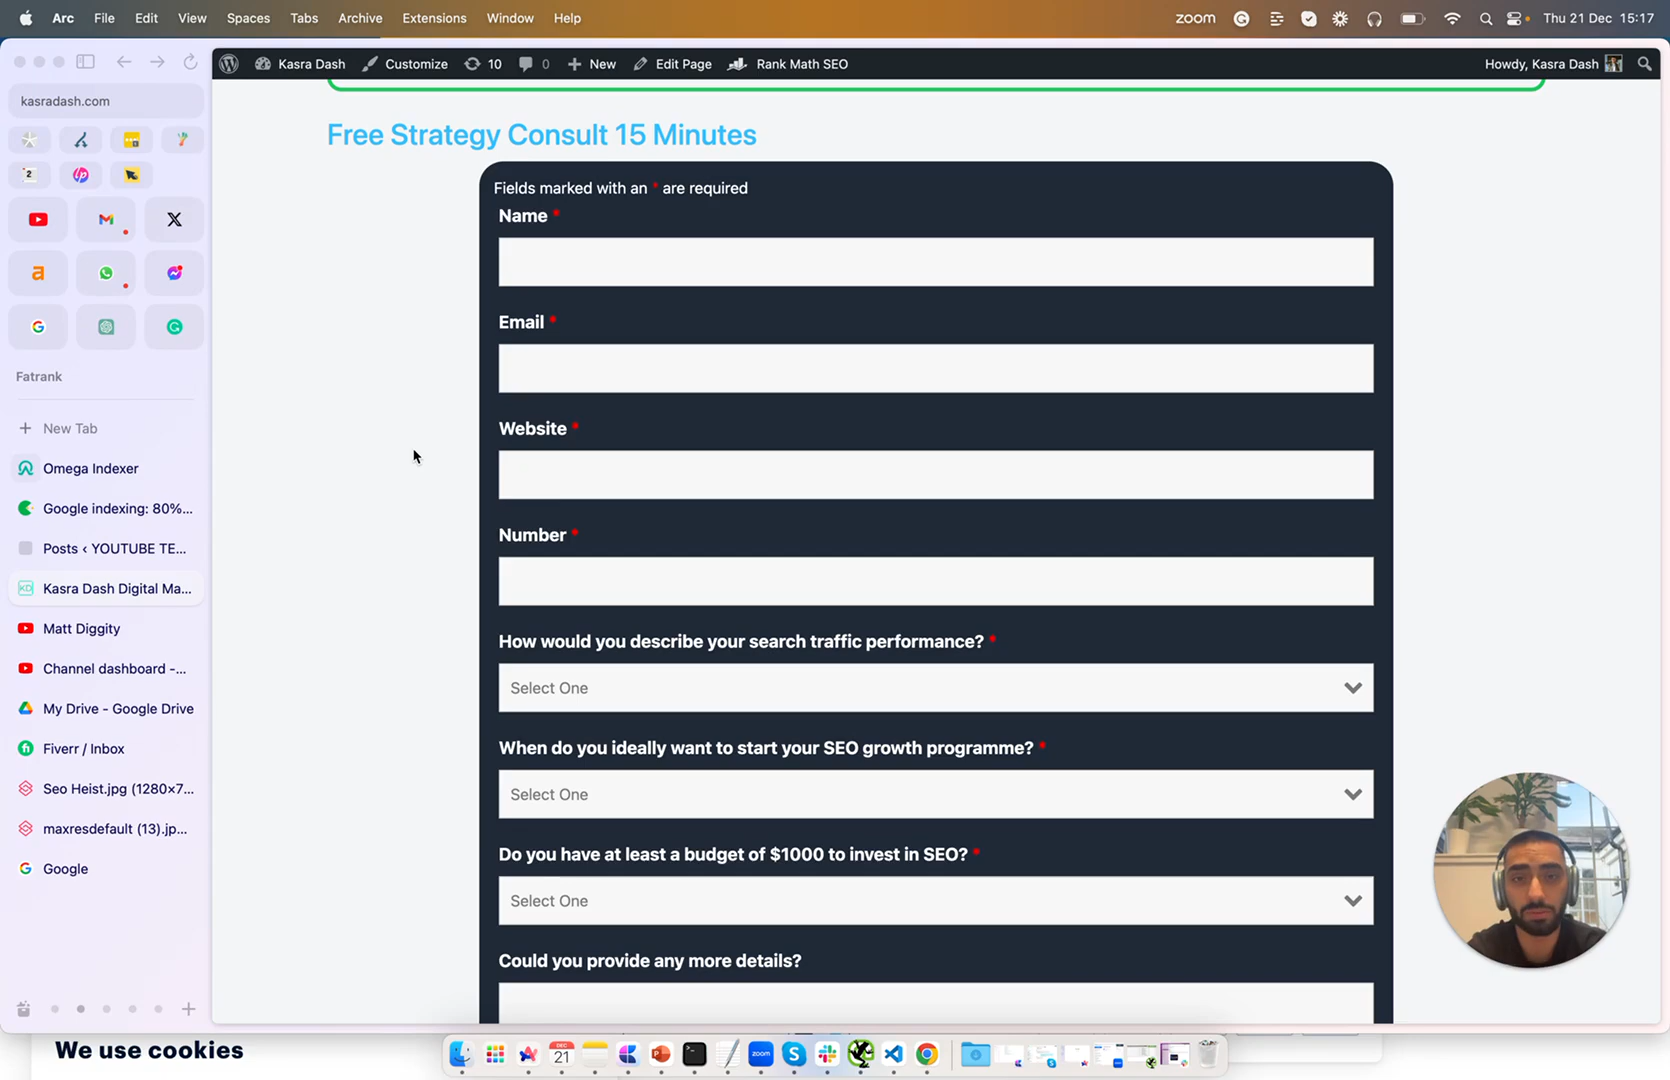 Arc File Edit View Spaces Tabs Archive Extensions Window Help zoom Thu 21 Dec 15:17
Kasra Dash Customize 10 0 New Edit Page Rank Math SEO Howdy, Kasra Dash
kasradash.com
2
Fatrank
New Tab
Omega Indexer
Google indexing: 80%...
Posts ‹ YOUTUBE TE...
Kasra Dash Digital Ma...
Matt Diggity
Channel dashboard -...
My Drive - Google Drive
Fiverr / Inbox
Seo Heist.jpg (1280×7...
maxresdefault (13).jp...
Google
Free Strategy Consult 15 Minutes
Fields marked with an * are required
Name *
Email *
Website *
Number *
How would you describe your search traffic performance? *
Select One
When do you ideally want to start your SEO growth programme? *
Select One
Do you have at least a budget of $1000 to invest in SEO? *
Select One
Could you provide any more details?
We use cookies
DEC
21
zoom